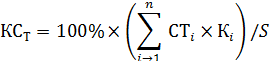 КС_Т = 100% × (∑_{i→1}^{n} СТ_i × К_i) / S